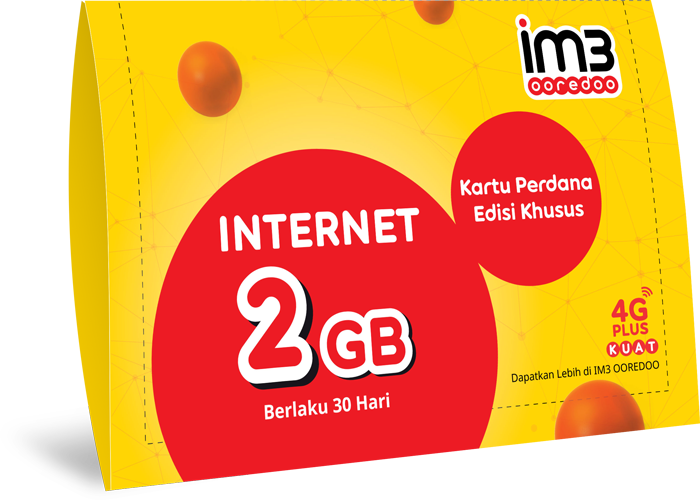 im3
ooredoo
Kartu Perdana
Edisi Khusus
INTERNET
2 GB
Berlaku 30 Hari
4G
PLUS
KUAT
Dapatkan Lebih di IM3 OOREDOO